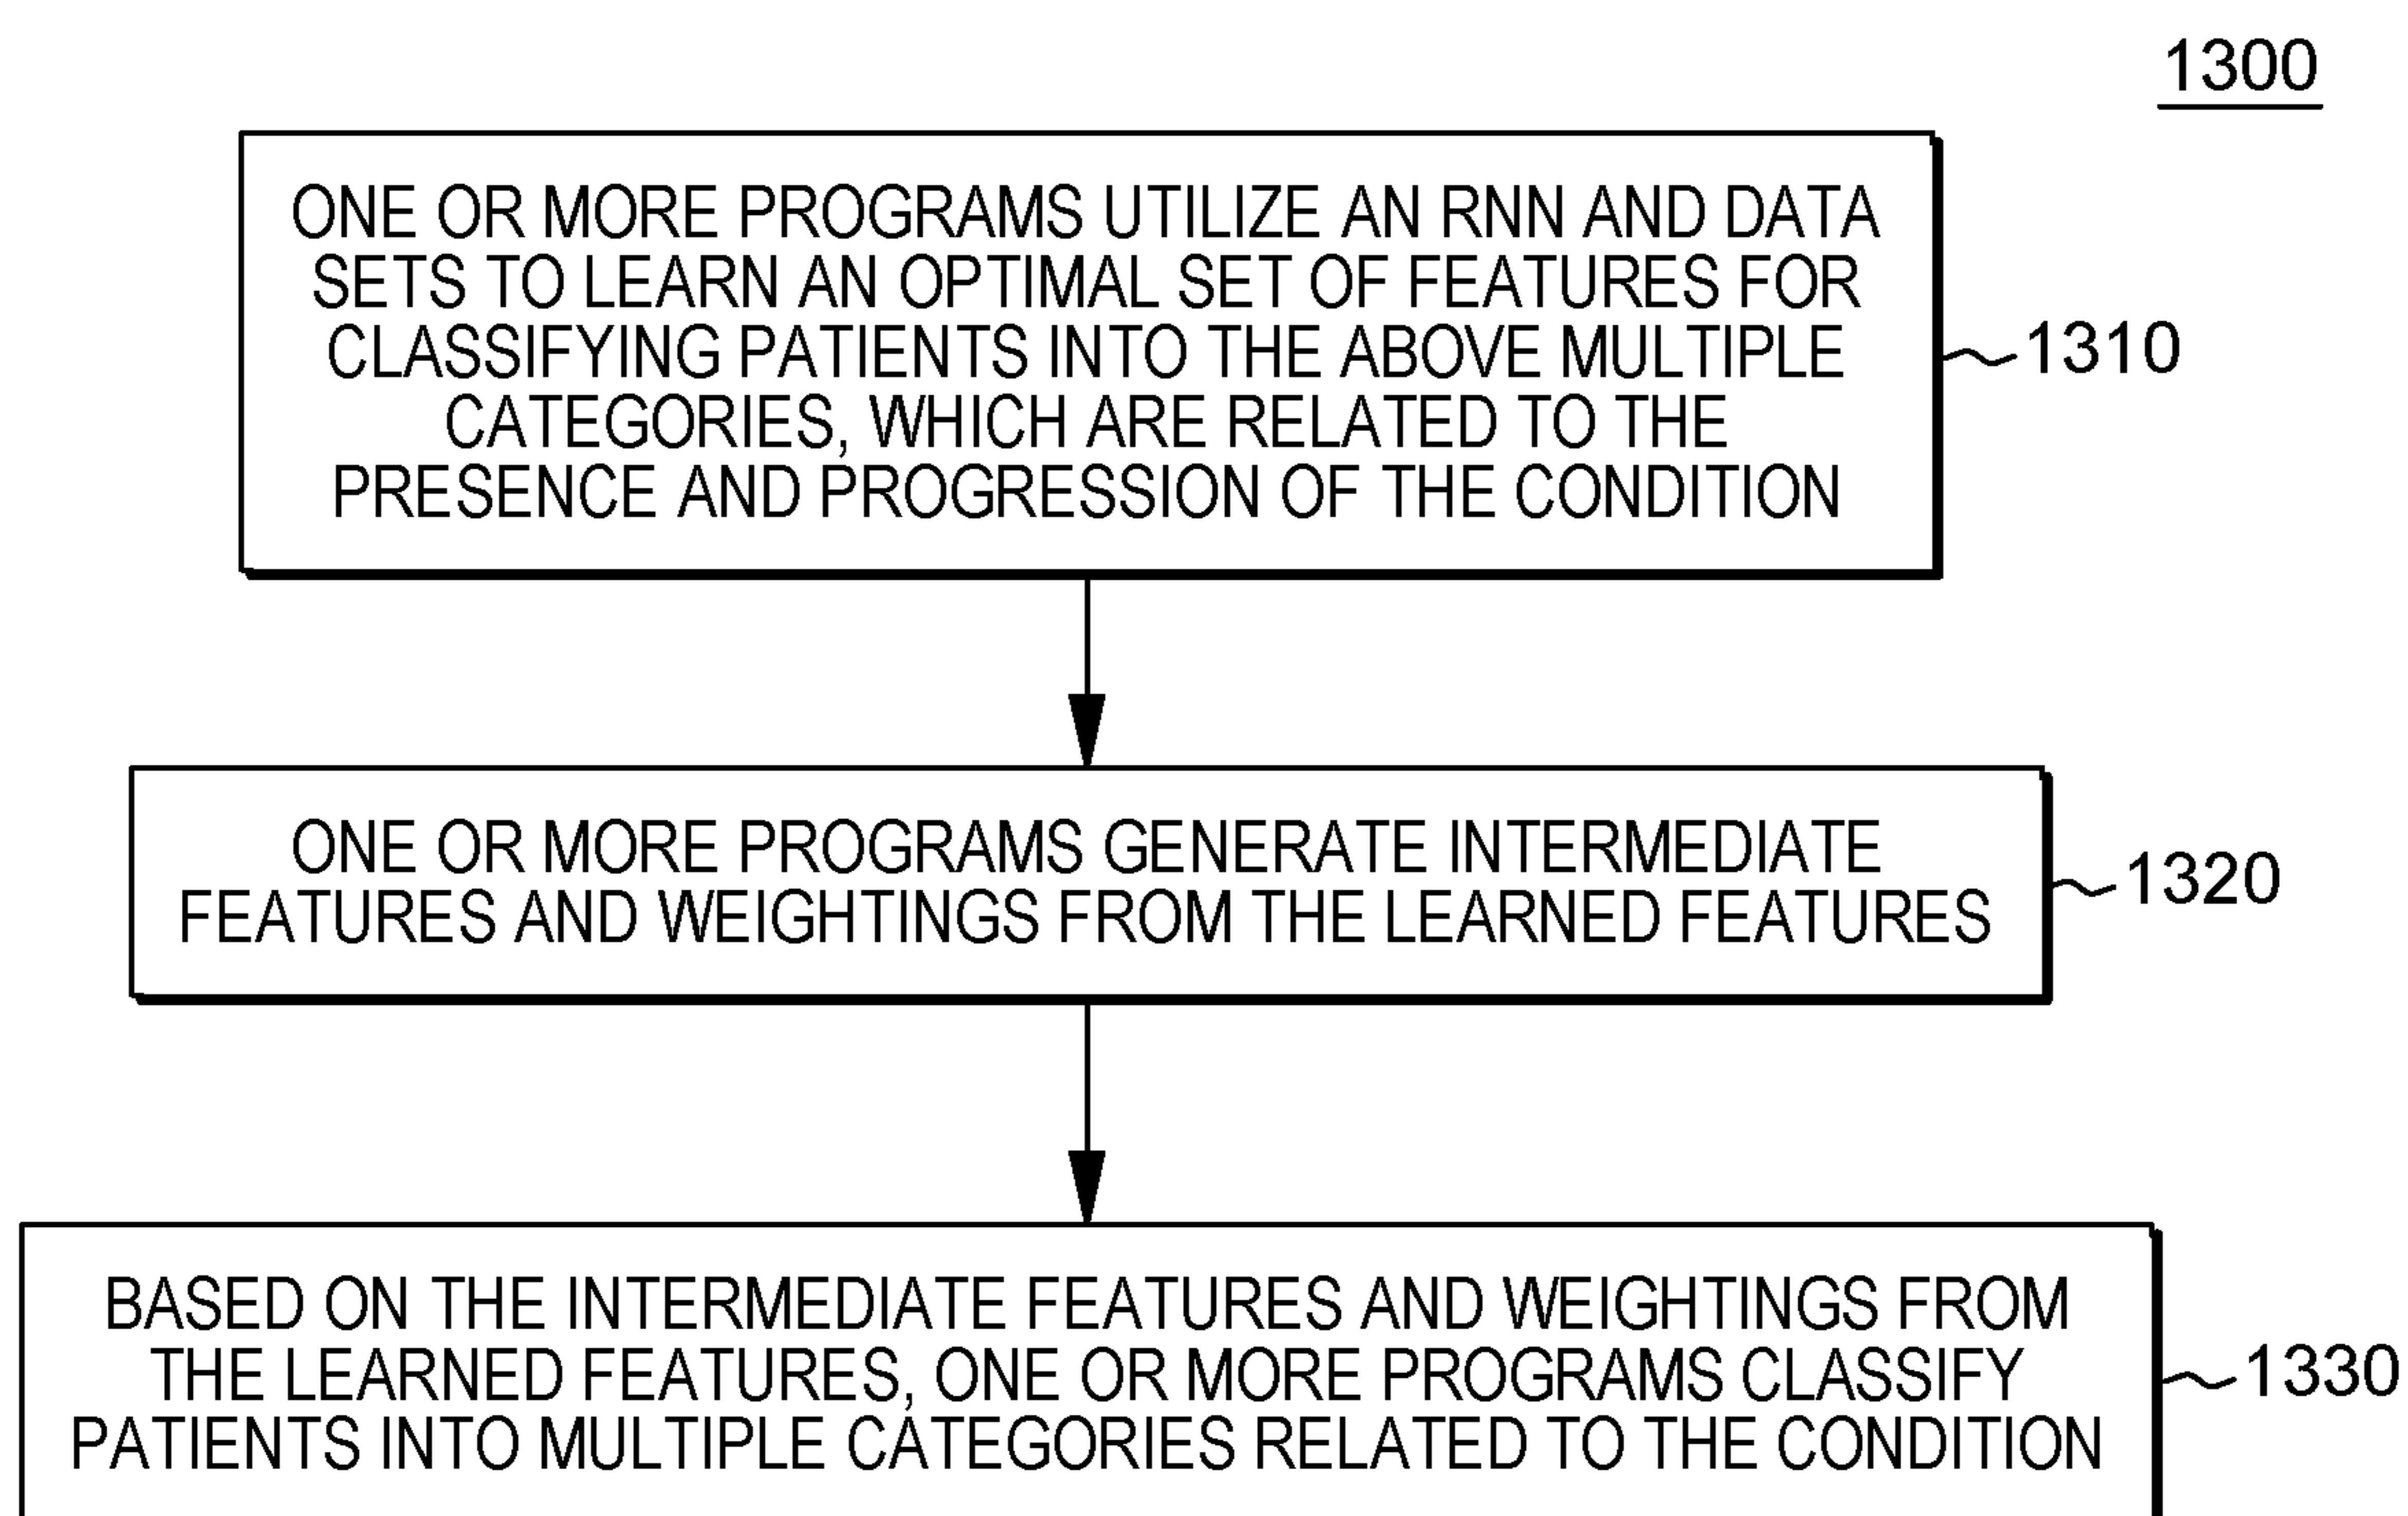 1300
ONE OR MORE PROGRAMS UTILIZE AN RNN AND DATA
SETS TO LEARN AN OPTIMAL SET OF FEATURES FOR
CLASSIFYING PATIENTS INTO THE ABOVE MULTIPLE
CATEGORIES, WHICH ARE RELATED TO THE
PRESENCE AND PROGRESSION OF THE CONDITION
1310
ONE OR MORE PROGRAMS GENERATE INTERMEDIATE
FEATURES AND WEIGHTINGS FROM THE LEARNED FEATURES
1320
BASED ON THE INTERMEDIATE FEATURES AND WEIGHTINGS FROM
THE LEARNED FEATURES, ONE OR MORE PROGRAMS CLASSIFY
PATIENTS INTO MULTIPLE CATEGORIES RELATED TO THE CONDITION
1330